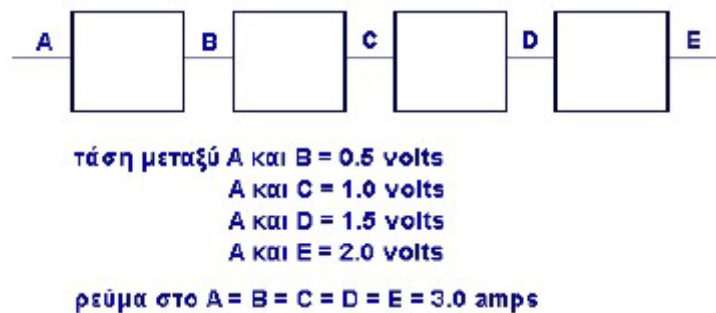 A B C D E
τάση μεταξύ A και B = 0.5 volts
A και C = 1.0 volts
A και D = 1.5 volts
A και E = 2.0 volts
ρεύμα στο A = B = C = D = E = 3.0 amps